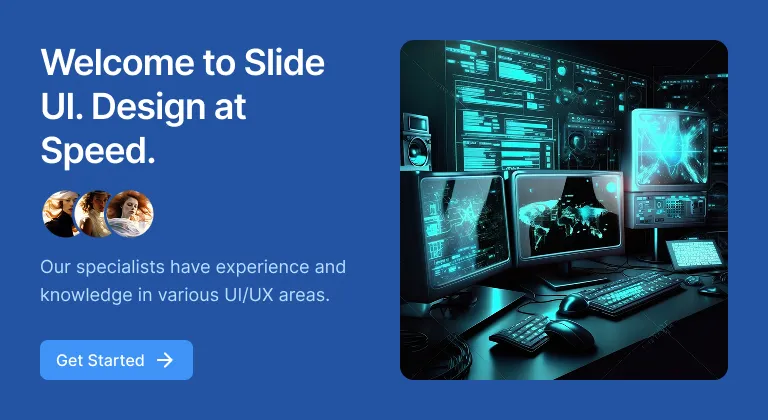 Welcome to Slide
UI. Design at
Speed.
Our specialists have experience and
knowledge in various UI/UX areas.
Get Started